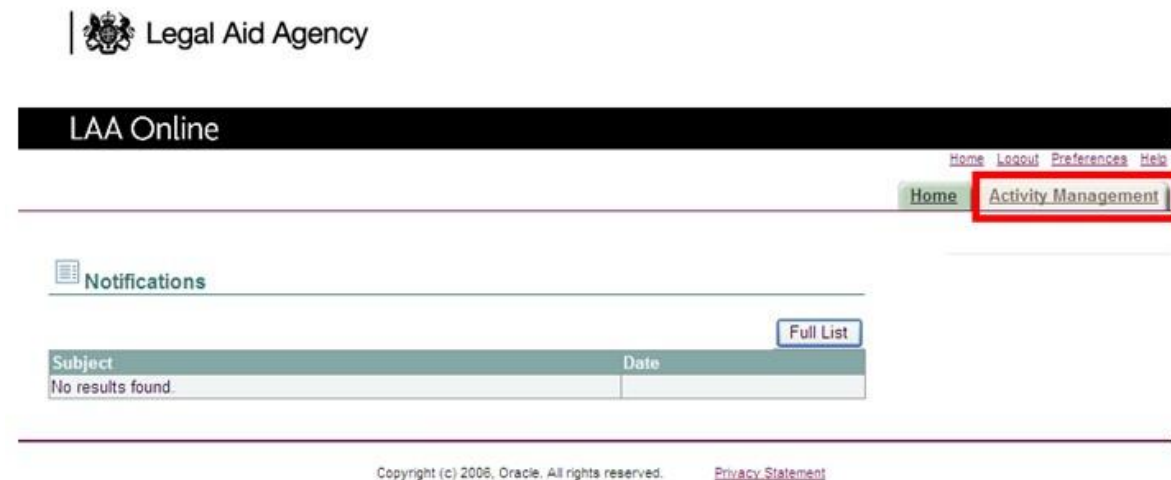 Legal Aid Agency
LAA Online
Home Logout Preferences Help
Home Activity Management
Notifications
Full List
Subject Date
No results found.
Copyright (c) 2006, Oracle. All rights reserved. Privacy Statement